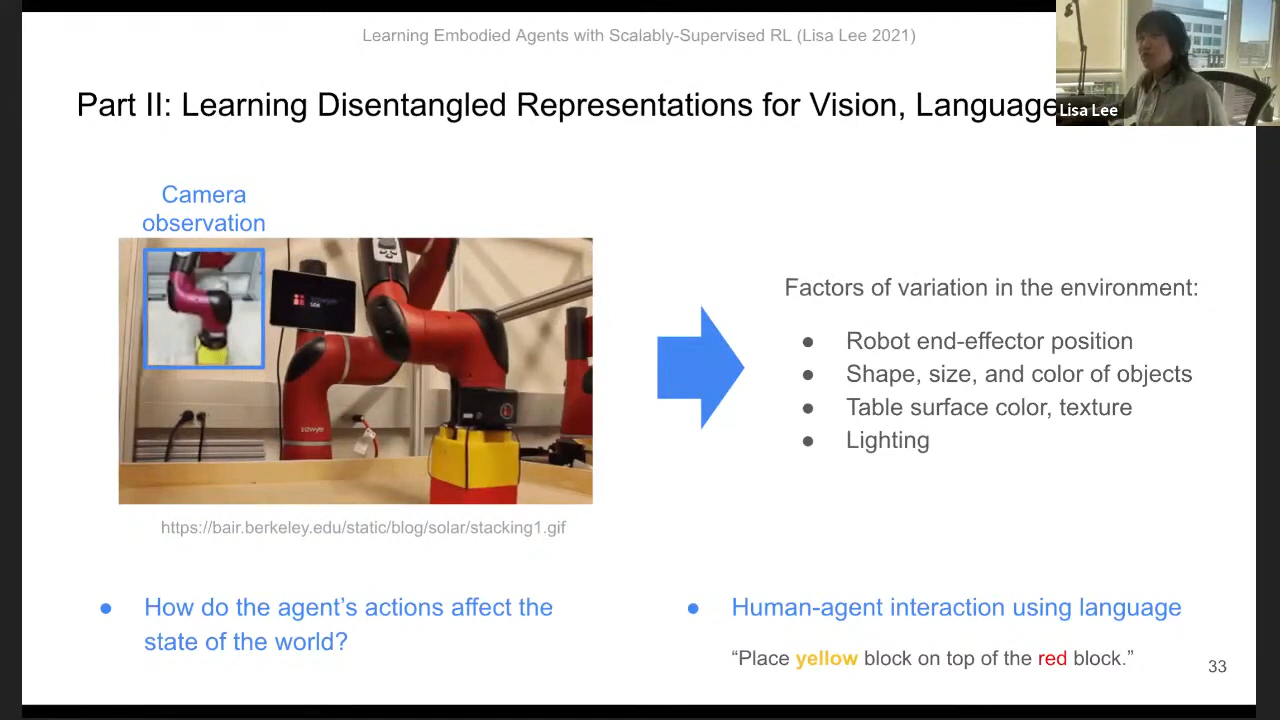 Learning Embodied Agents with Scalably-Supervised RL (Lisa Lee 2021)
Part II: Learning Disentangled Representations for Vision, Language
Lisa Lee
Camera
observation
sawyer
Factors of variation in the environment:
● Robot end-effector position
● Shape, size, and color of objects
● Table surface color, texture
● Lighting
https://bair.berkeley.edu/static/blog/solar/stacking1.gif
● How do the agent’s actions affect the
state of the world?
● Human-agent interaction using language
“Place yellow block on top of the red block.”
33